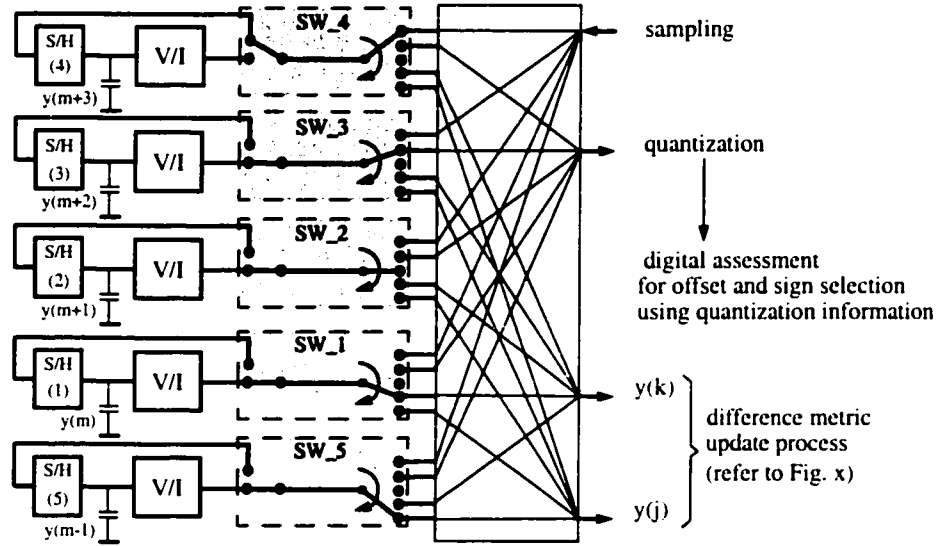 SW_4
S/H
(4)
V/I
y(m+3)
sampling
SW_3
S/H
(3)
V/I
y(m+2)
quantization
SW_2
S/H
(2)
V/I
y(m+1)
digital assessment
for offset and sign selection
using quantization information
SW_1
S/H
(1)
V/I
y(m)
y(k)
difference metric
update process
(refer to Fig. x)
SW_5
S/H
(5)
V/I
y(m-1)
y(j)